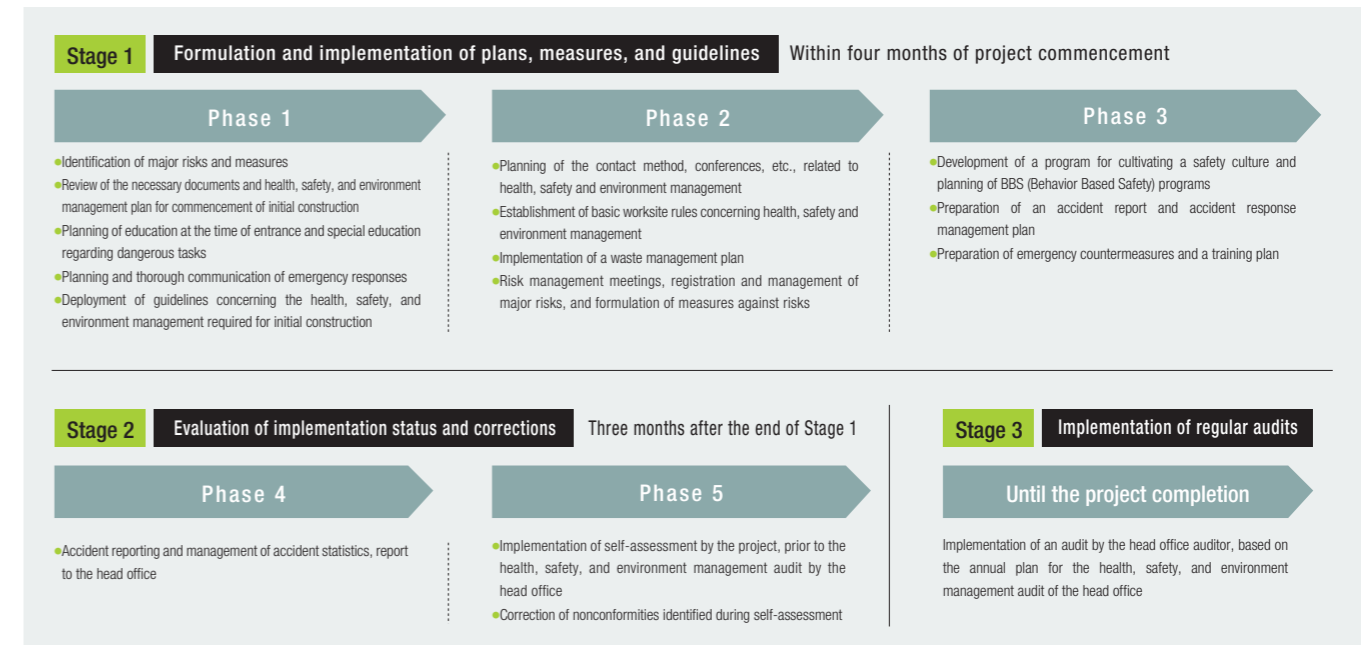 Stage 1 Formulation and implementation of plans, measures, and guidelines Within four months of project commencement
Phase 1
●Identification of major risks and measures
●Review of the necessary documents and health, safety, and environment
management plan for commencement of initial construction
●Planning of education at the time of entrance and special education
regarding dangerous tasks
●Planning and thorough communication of emergency responses
●Deployment of guidelines concerning the health, safety, and
environment management required for initial construction
Phase 2
●Planning of the contact method, conferences, etc., related to
health, safety and environment management
●Establishment of basic worksite rules concerning health, safety and
environment management
●Implementation of a waste management plan
●Risk management meetings, registration and management of
major risks, and formulation of measures against risks
Phase 3
●Development of a program for cultivating a safety culture and
planning of BBS (Behavior Based Safety) programs
●Preparation of an accident report and accident response
management plan
●Preparation of emergency countermeasures and a training plan
Stage 2 Evaluation of implementation status and corrections Three months after the end of Stage 1
Phase 4
●Accident reporting and management of accident statistics, report
to the head office
Phase 5
●Implementation of self-assessment by the project, prior to the
health, safety, and environment management audit by the
head office
●Correction of nonconformities identified during self-assessment
Stage 3 Implementation of regular audits
Until the project completion
Implementation of an audit by the head office auditor, based on
the annual plan for the health, safety, and environment
management audit of the head office